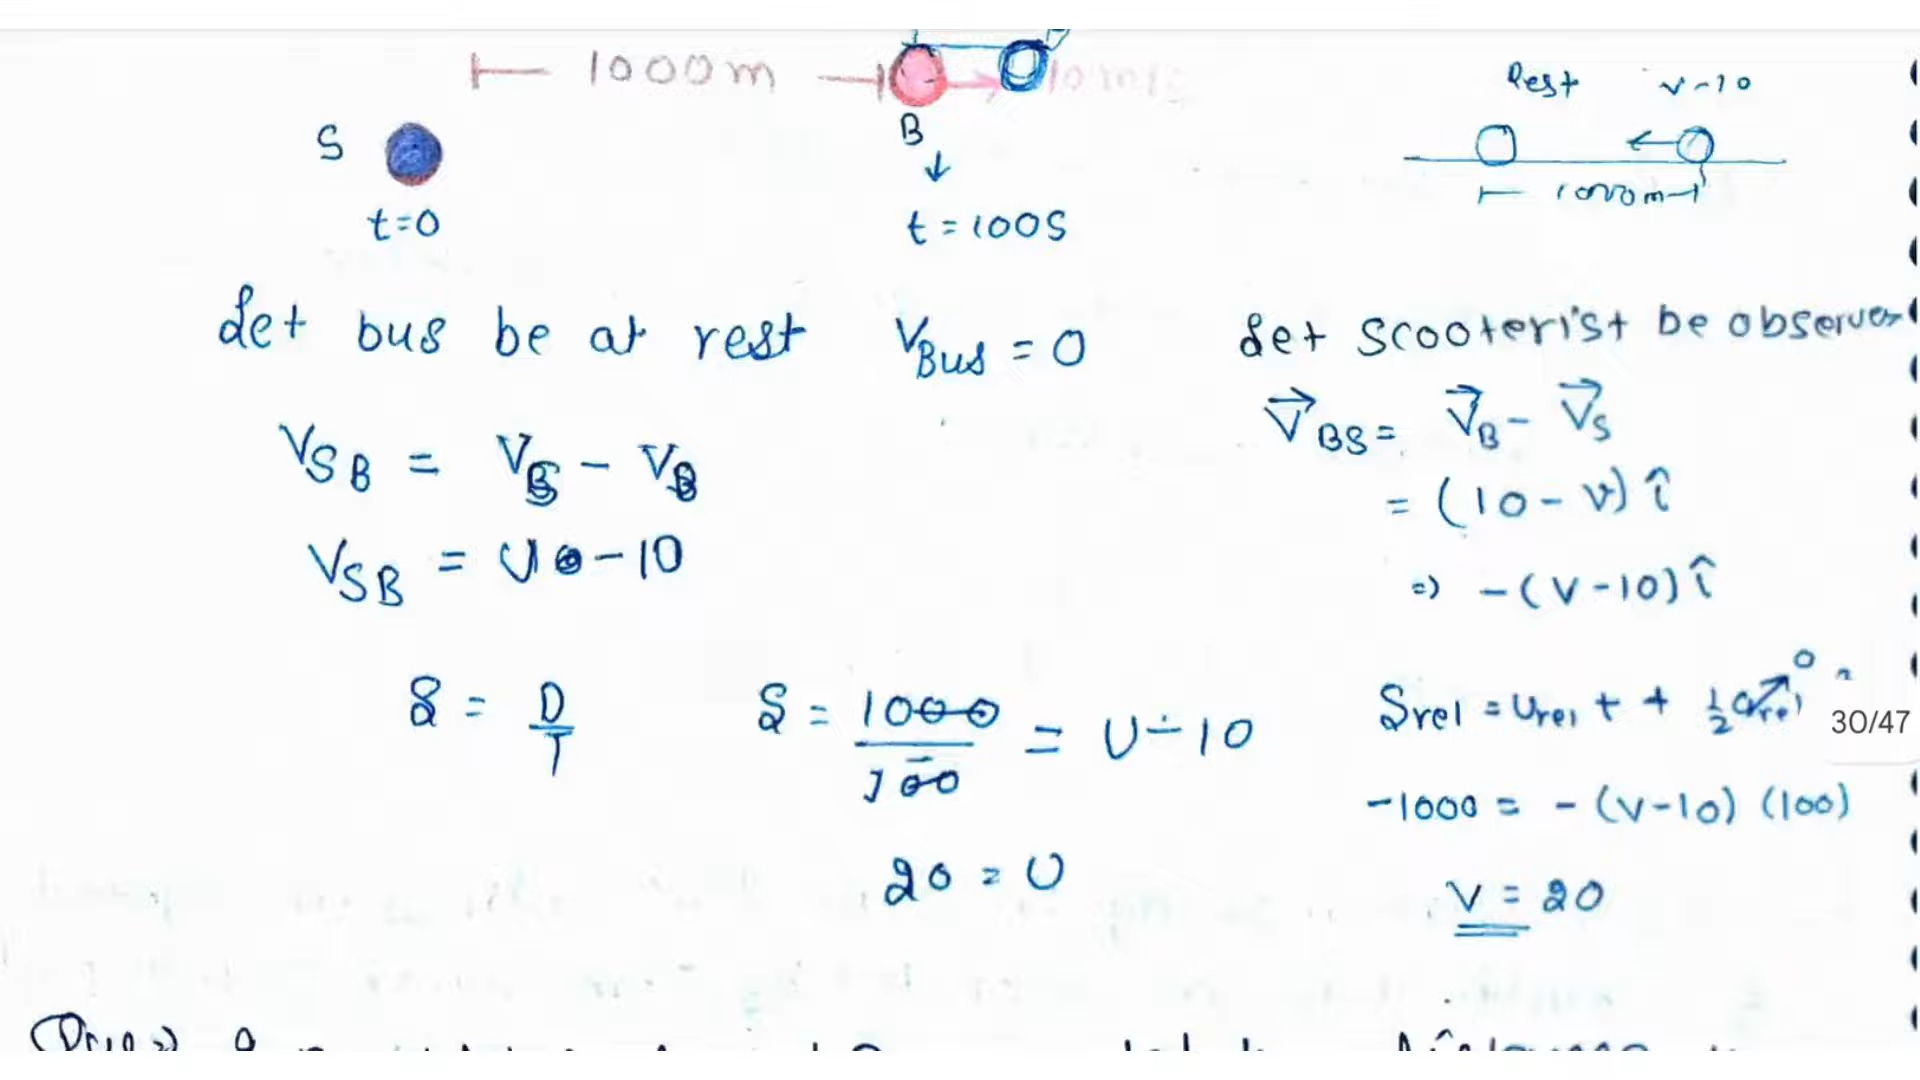 1000m
10 m/s
S
B
t=0
t = 100S
Rest v-10
1000m
Let bus be at rest V_Bus = 0
V_SB = V_S - V_B
V_SB = U - 10
S = D/T S = 1000/100 = U - 10
20 = U
Let scooterist be observer
V⃗_BS = V⃗_B - V⃗_S
= (10 - v) î
=> -(v-10) î
S_rel = u_rel t + 1/2 a_rel 0 ²
-1000 = -(v-10) (100)
v = 20
30/47